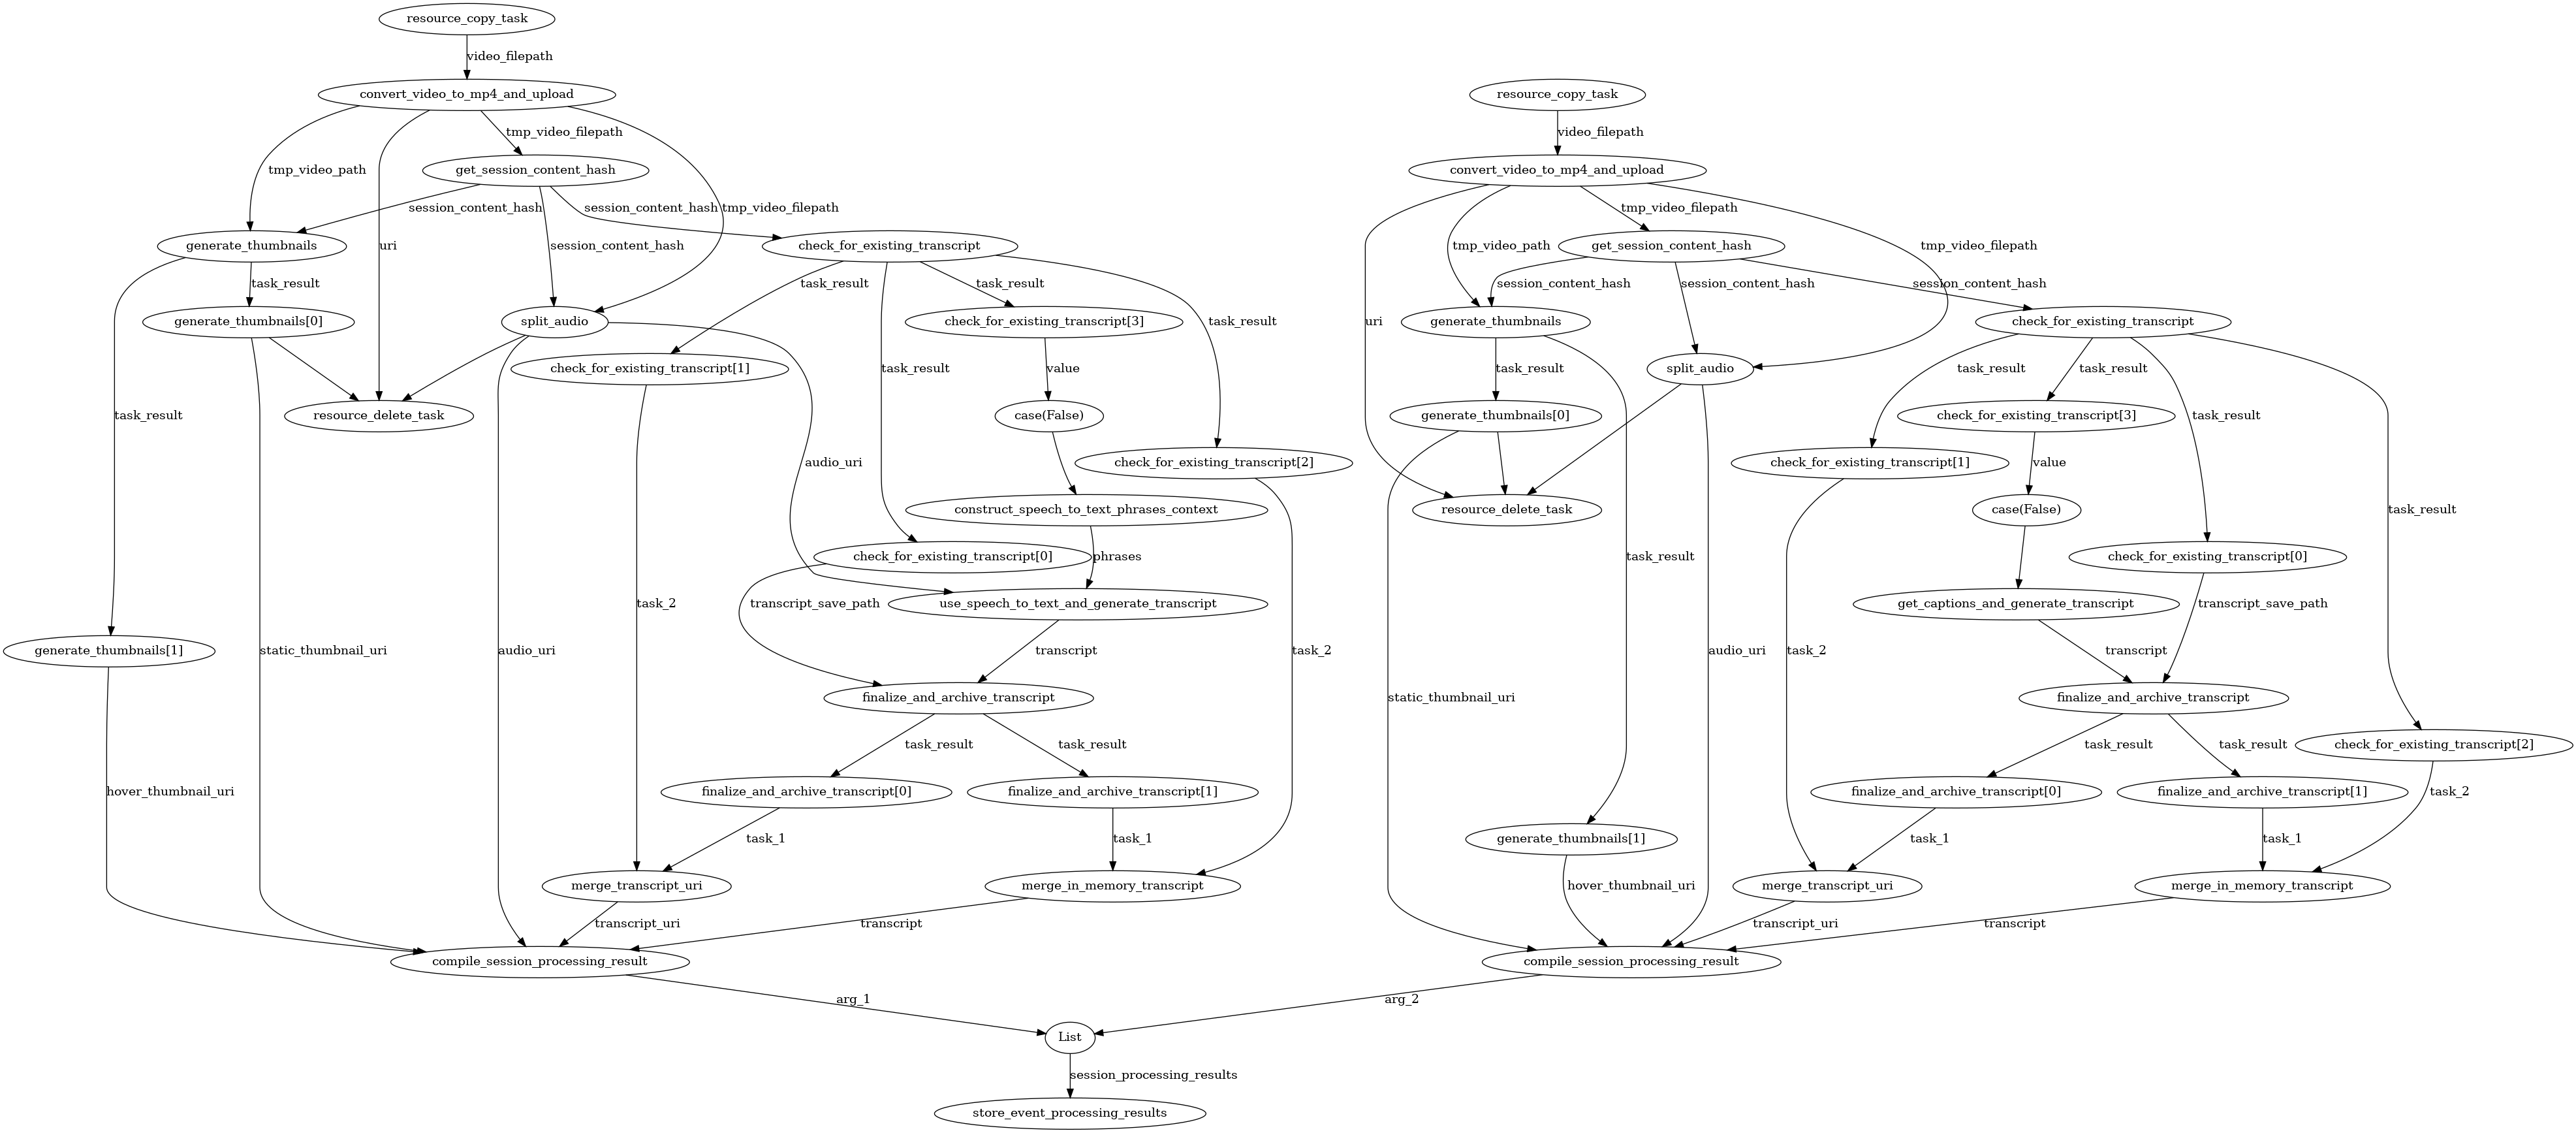 resource_copy_task
video_filepath
convert_video_to_mp4_and_upload
resource_copy_task
tmp_video_filepath
video_filepath
tmp_video_path
get_session_content_hash
convert_video_to_mp4_and_upload
session_content_hash
session_content_hash
tmp_video_filepath
tmp_video_filepath
generate_thumbnails
uri
session_content_hash
check_for_existing_transcript
tmp_video_path
get_session_content_hash
tmp_video_filepath
task_result
task_result
task_result
session_content_hash
session_content_hash
session_content_hash
generate_thumbnails[0]
split_audio
check_for_existing_transcript[3]
task_result
uri
generate_thumbnails
check_for_existing_transcript
check_for_existing_transcript[1]
task_result
value
task_result
split_audio
task_result
task_result
task_result
resource_delete_task
case(False)
generate_thumbnails[0]
check_for_existing_transcript[3]
audio_uri
check_for_existing_transcript[2]
check_for_existing_transcript[1]
value
construct_speech_to_text_phrases_context
resource_delete_task
case(False)
task_result
check_for_existing_transcript[0]
phrases
task_result
check_for_existing_transcript[0]
task_2
transcript_save_path
use_speech_to_text_and_generate_transcript
get_captions_and_generate_transcript
transcript_save_path
generate_thumbnails[1]
static_thumbnail_uri
audio_uri
transcript
task_2
audio_uri
task_2
transcript
task_result
finalize_and_archive_transcript
static_thumbnail_uri
finalize_and_archive_transcript
task_result
task_result
task_result
task_result
check_for_existing_transcript[2]
hover_thumbnail_uri
finalize_and_archive_transcript[0]
finalize_and_archive_transcript[1]
finalize_and_archive_transcript[0]
finalize_and_archive_transcript[1]
task_2
task_1
task_1
generate_thumbnails[1]
task_1
task_1
merge_transcript_uri
merge_in_memory_transcript
hover_thumbnail_uri
merge_transcript_uri
merge_in_memory_transcript
transcript_uri
transcript
transcript_uri
transcript
compile_session_processing_result
compile_session_processing_result
arg_1
arg_2
List
session_processing_results
store_event_processing_results